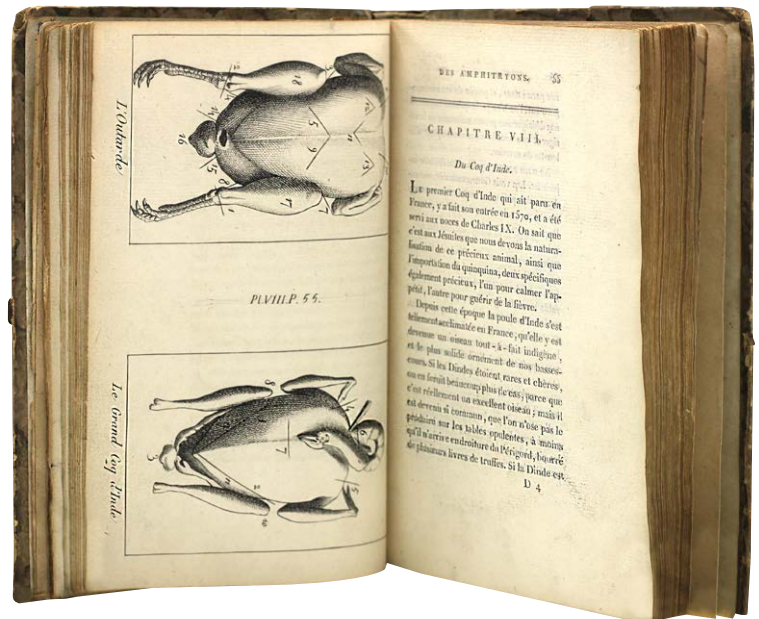 L'Outarde
Pl.VIII.P. 55.
Le Grand Coq d'Inde
DES AMPHITRYONS. 55
CHAPITRE VIII.
Du Coq d'Inde.
Le premier Coq d'Inde qui ait paru en
France, y a fait son entrée en 1570, et a été
servi aux noces de Charles IX. On sait que
c'est aux Jésuites que nous devons la natura-
lisation de ce précieux animal, ainsi que
l'importation du quinquina, deux spécifiques
également précieux, l'un pour calmer l'ap-
pétit, l'autre pour guérir de la fièvre.
Depuis cette époque la poule d'Inde s'est
tellement acclimatée en France, qu'elle y est
devenue un oiseau tout-à-fait indigène,
et le plus solide ornement de nos basses-
cours. Si les Dindes étoient rares et chères,
on en feroit beaucoup plus de cas, parce que
c'est réellement un excellent oiseau; mais il
est devenu si commun, que l'on n'ose pas le
produire sur les tables opulentes, à moins
qu'il n'arrive en droiture du Périgord, bourré
de plusieurs livres de truffes. Si la Dinde est
D 4